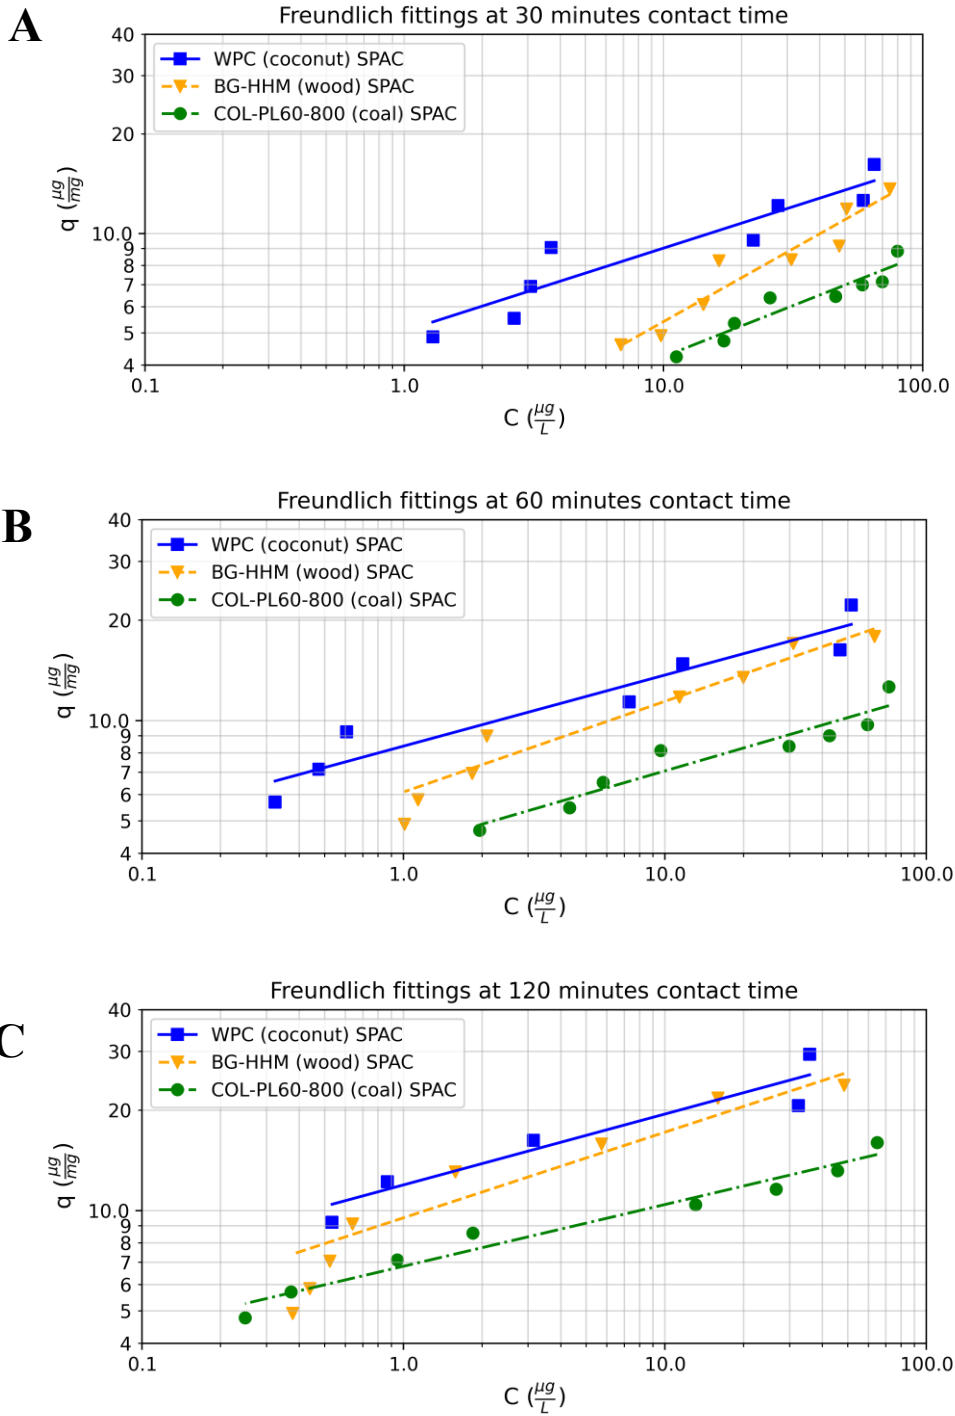 A
Freundlich fittings at 30 minutes contact time
40
30
20
10.0
9
8
7
6
5
4
q (μg/mg)
WPC (coconut) SPAC
BG-HHM (wood) SPAC
COL-PL60-800 (coal) SPAC
0.1 1.0 10.0 100.0
C (μg/L)
B
Freundlich fittings at 60 minutes contact time
40
30
20
10.0
9
8
7
6
5
4
q (μg/mg)
WPC (coconut) SPAC
BG-HHM (wood) SPAC
COL-PL60-800 (coal) SPAC
0.1 1.0 10.0 100.0
C (μg/L)
C
Freundlich fittings at 120 minutes contact time
40
30
20
10.0
9
8
7
6
5
4
q (μg/mg)
WPC (coconut) SPAC
BG-HHM (wood) SPAC
COL-PL60-800 (coal) SPAC
0.1 1.0 10.0 100.0
C (μg/L)